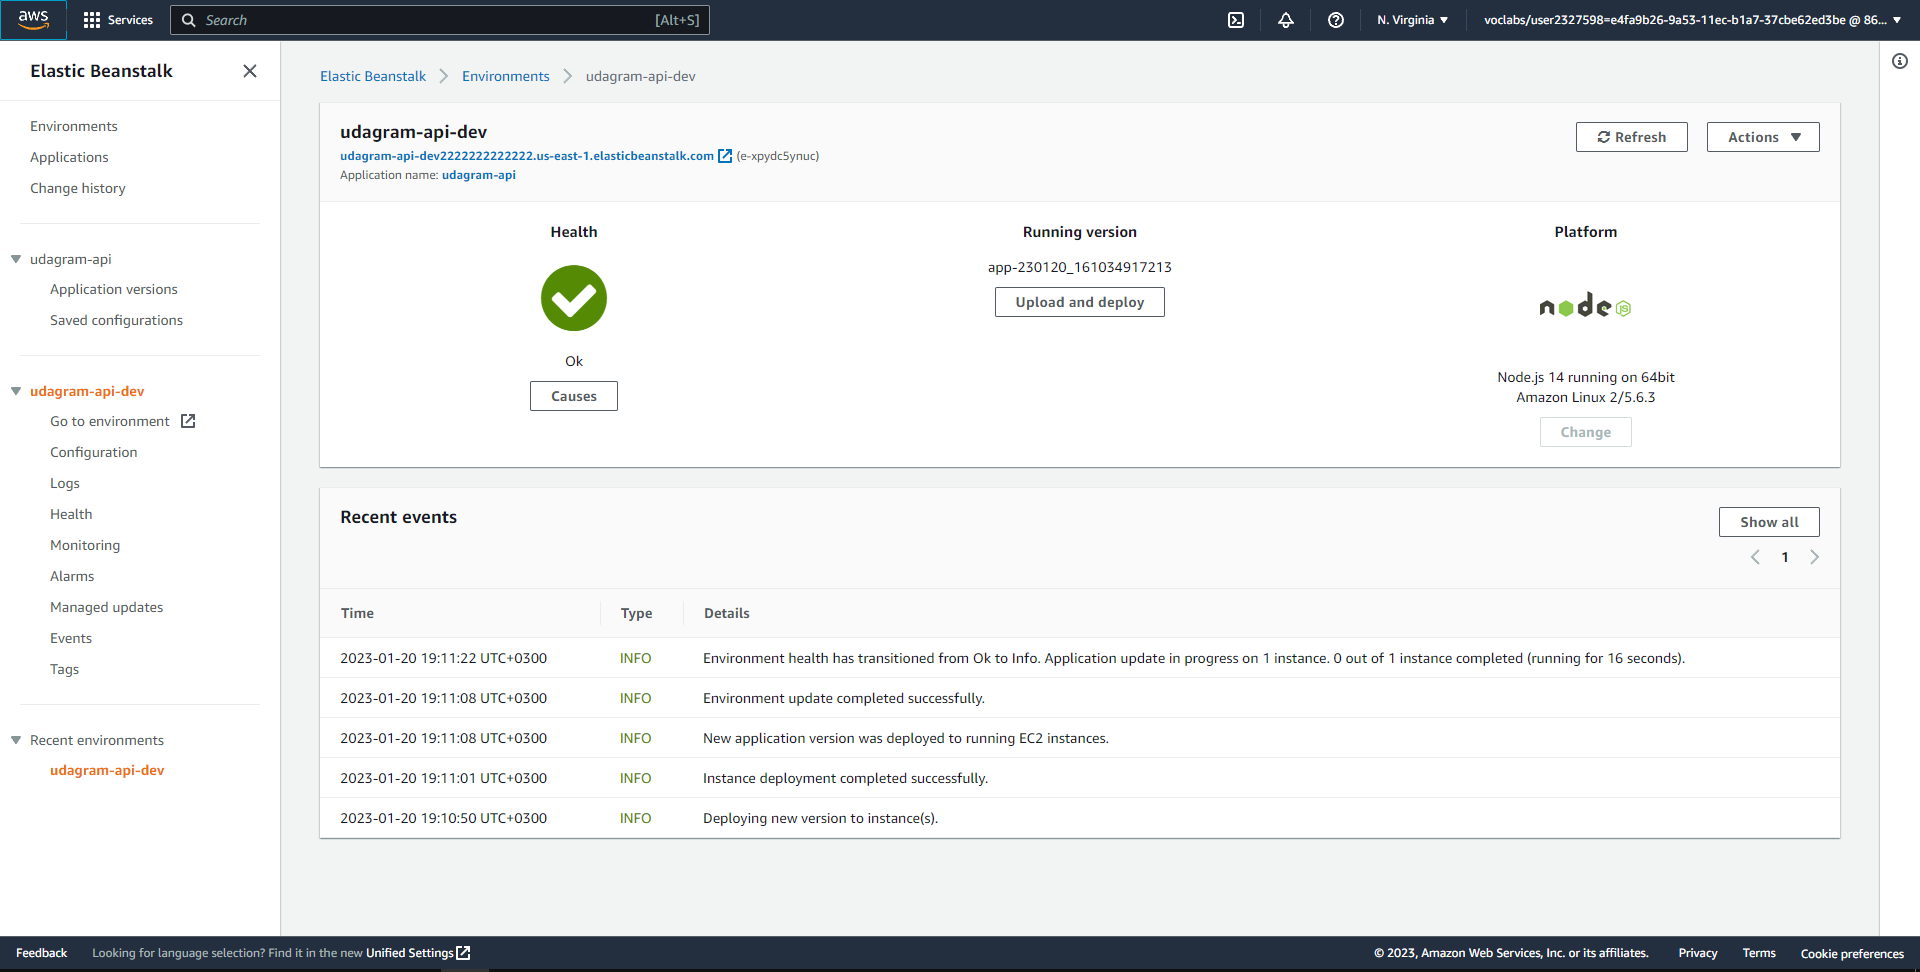 aws
Services
Search
[Alt+S]
N. Virginia
voclabs/user2327598=e4fa9b26-9a53-11ec-b1a7-37cbe62ed3be @ 86...
Elastic Beanstalk
Environments
Applications
Change history
udagram-api
Application versions
Saved configurations
udagram-api-dev
Go to environment
Configuration
Logs
Health
Monitoring
Alarms
Managed updates
Events
Tags
Recent environments
udagram-api-dev
Elastic Beanstalk
Environments
udagram-api-dev
udagram-api-dev
udagram-api-dev2222222222222.us-east-1.elasticbeanstalk.com (e-xpydc5ynuc)
Application name: udagram-api
Refresh
Actions
Health
Ok
Causes
Running version
app-230120_161034917213
Upload and deploy
Platform
node JS
Node.js 14 running on 64bit
Amazon Linux 2/5.6.3
Change
Recent events
Show all
1
Time Type Details
2023-01-20 19:11:22 UTC+0300 INFO Environment health has transitioned from Ok to Info. Application update in progress on 1 instance. 0 out of 1 instance completed (running for 16 seconds).
2023-01-20 19:11:08 UTC+0300 INFO Environment update completed successfully.
2023-01-20 19:11:08 UTC+0300 INFO New application version was deployed to running EC2 instances.
2023-01-20 19:11:01 UTC+0300 INFO Instance deployment completed successfully.
2023-01-20 19:10:50 UTC+0300 INFO Deploying new version to instance(s).
Feedback
Looking for language selection? Find it in the new Unified Settings
© 2023, Amazon Web Services, Inc. or its affiliates.
Privacy
Terms
Cookie preferences